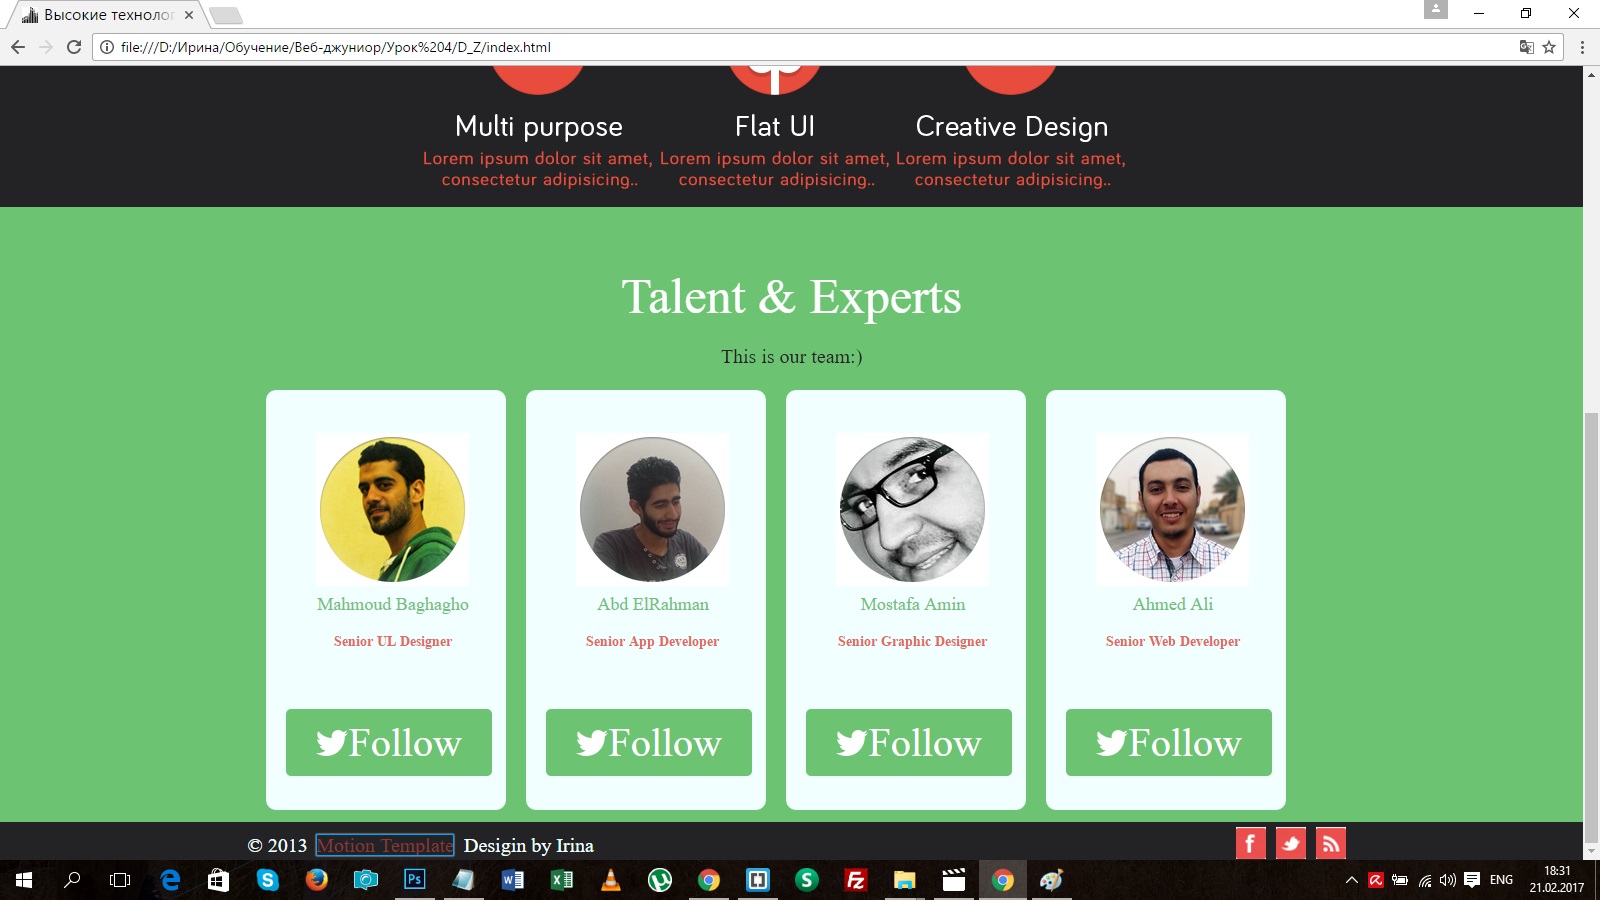 Высокие техноло
file:///D:/Ирина/Обучение/Веб-джуниор/Урок%204/D_Z/index.html
Multi purpose
Flat UI
Creative Design
Lorem ipsum dolor sit amet,
consectetur adipisicing..
Lorem ipsum dolor sit amet,
consectetur adipisicing..
Lorem ipsum dolor sit amet,
consectetur adipisicing..
Talent & Experts
This is our team:)
Mahmoud Baghagho
Senior UL Designer
Follow
Abd ElRahman
Senior App Developer
Follow
Mostafa Amin
Senior Graphic Designer
Follow
Ahmed Ali
Senior Web Developer
Follow
© 2013 Motion Template Desigin by Irina
ENG
18:31
21.02.2017